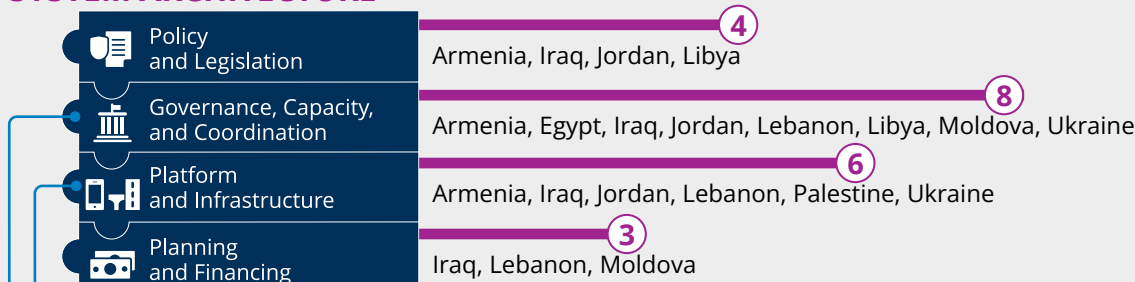 SYSTEM ARCHITECTURE
Policy
and Legislation
4
Armenia, Iraq, Jordan, Libya
Governance, Capacity,
and Coordination
8
Armenia, Egypt, Iraq, Jordan, Lebanon, Libya, Moldova, Ukraine
Platform
and Infrastructure
6
Armenia, Iraq, Jordan, Lebanon, Palestine, Ukraine
Planning
and Financing
3
Iraq, Lebanon, Moldova